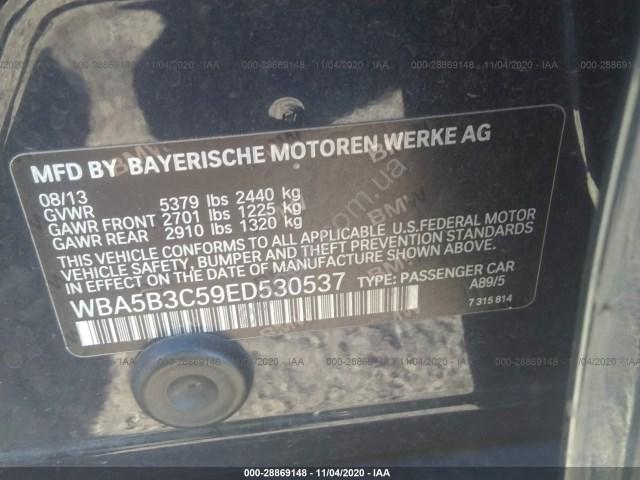 000-28869148 · 11/04/2020 - IAA
MFD BY BAYERISCHE MOTOREN WERKE AG
08/13
GVWR 5379 lbs 2440 kg
GAWR FRONT 2701 lbs 1225 kg
GAWR REAR 2910 lbs 1320 kg
THIS VEHICLE CONFORMS TO ALL APPLICABLE U.S.FEDERAL MOTOR
VEHICLE SAFETY, BUMPER, AND THEFT PREVENTION STANDARDS
IN EFFECT ON THE DATE OF MANUFACTURE SHOWN ABOVE.
WBA5B3C59ED530537 TYPE: PASSENGER CAR
A89/5
7 315 814
000-28869148 · 11/04/2020 - IAA
000-28869148 - 11/04/2020 - IAA